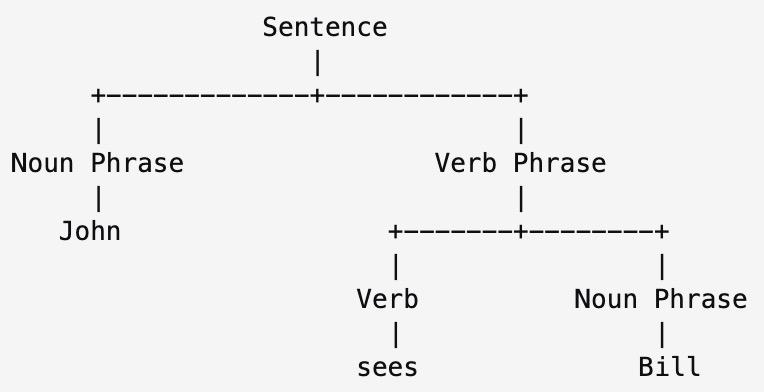 Sentence
|
+-------------+------------+
| |
Noun Phrase Verb Phrase
| |
John +-------+--------+
| |
Verb Noun Phrase
| |
sees Bill